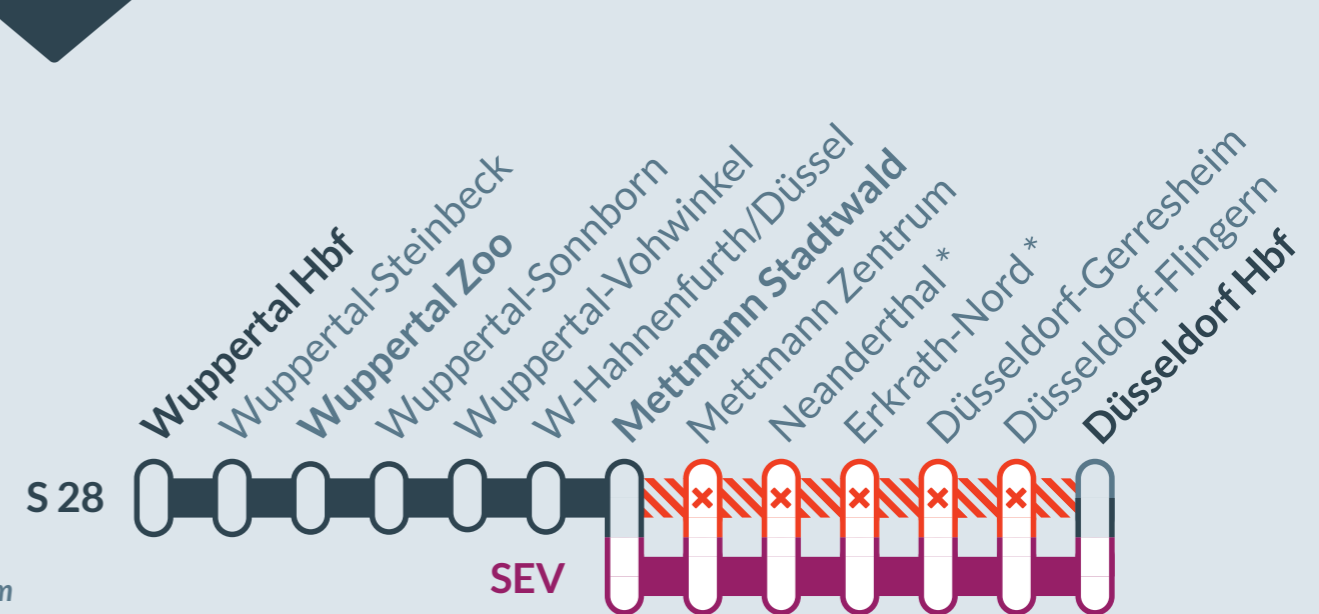 Wuppertal Hbf
Wuppertal-Steinbeck
Wuppertal Zoo
Wuppertal-Sonnborn
Wuppertal-Vohwinkel
W-Hahnenfurth/Düssel
Mettmann Stadtwald
Mettmann Zentrum
Neanderthal *
Erkrath-Nord *
Düsseldorf-Gerresheim
Düsseldorf-Flingern
Düsseldorf Hbf
S 28
SEV